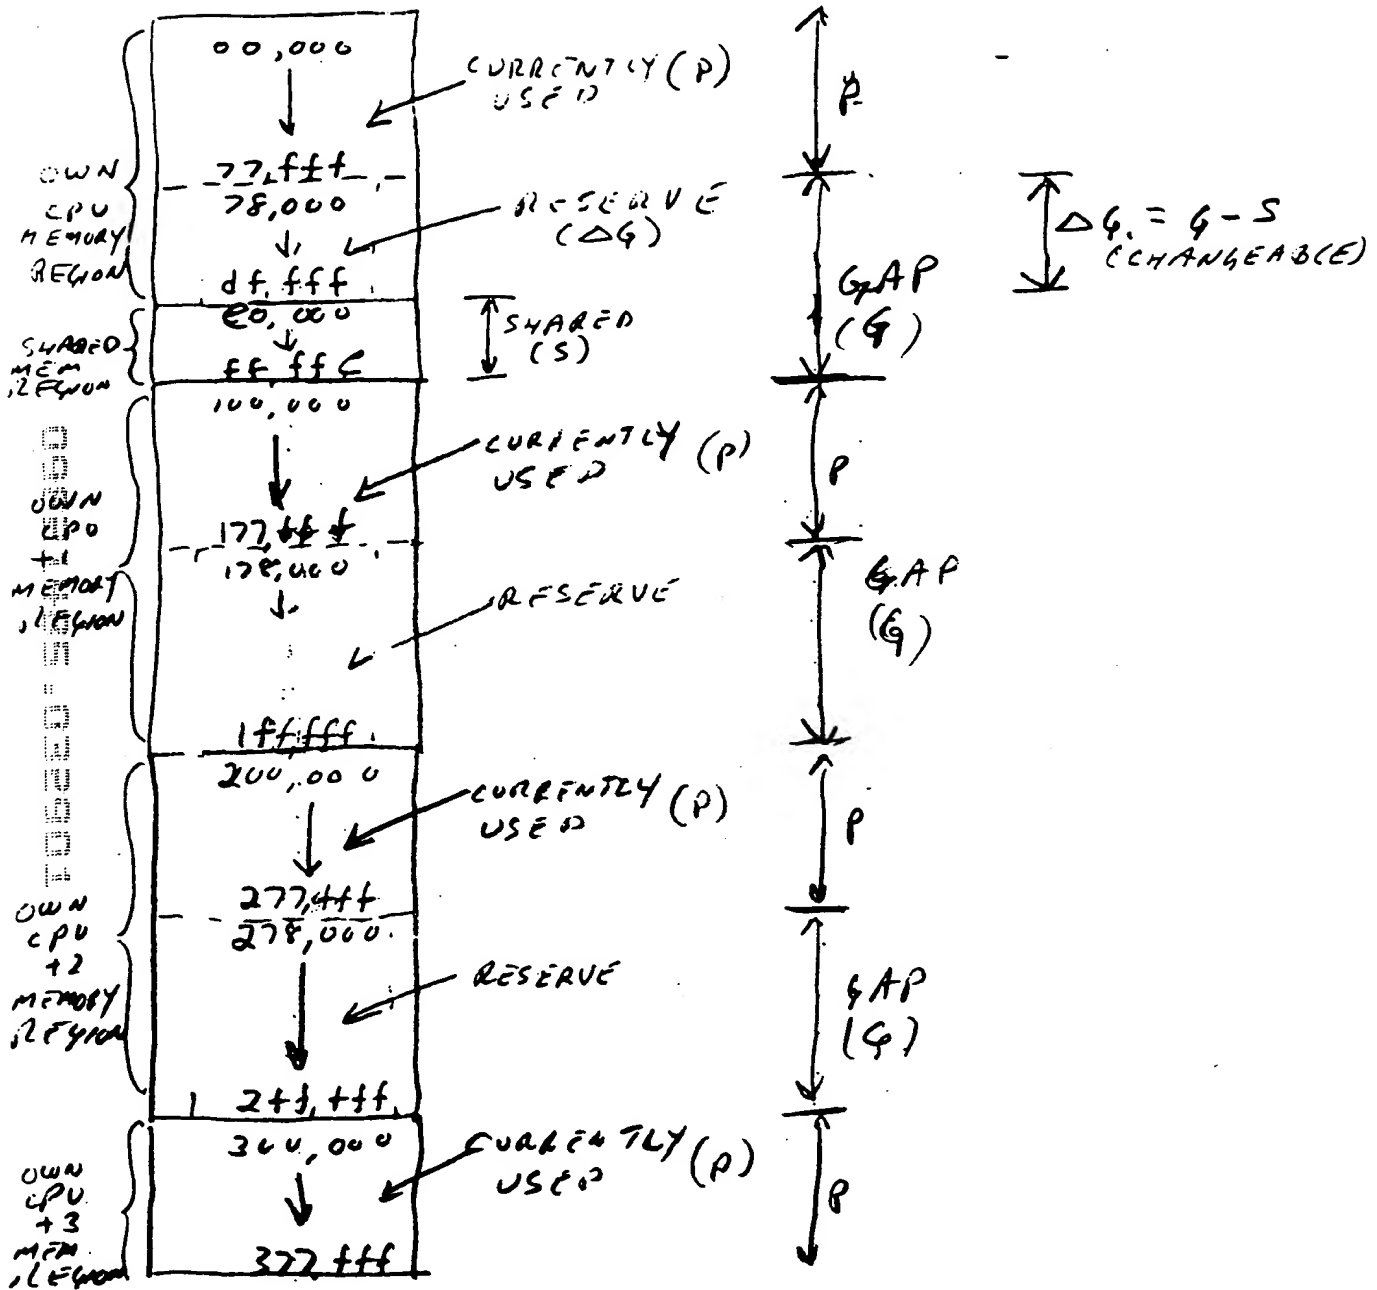 00,000
CURRENTLY (P)
USED
P
77,fff
OWN
CPU
MEMORY
REGION
78,000
RESERVE
(ΔG)
df,fff
GAP
(G)
ΔG = G - S
(CHANGEABLE)
SHARED
MEM
REGION
e0,000
ff,fff
SHARED
(S)
100,000
CURRENTLY (P)
USED
P
177,fff
OWN
CPU
+1
MEMORY
REGION
178,000
RESERVE
GAP
(G)
1ff,fff
200,000
CURRENTLY (P)
USED
P
277,fff
278,000
OWN
CPU
+2
MEMORY
REGION
RESERVE
GAP
(G)
2ff,fff
300,000
CURRENTLY (P)
USED
P
OWN
CPU
+3
MEM
REGION
377,fff